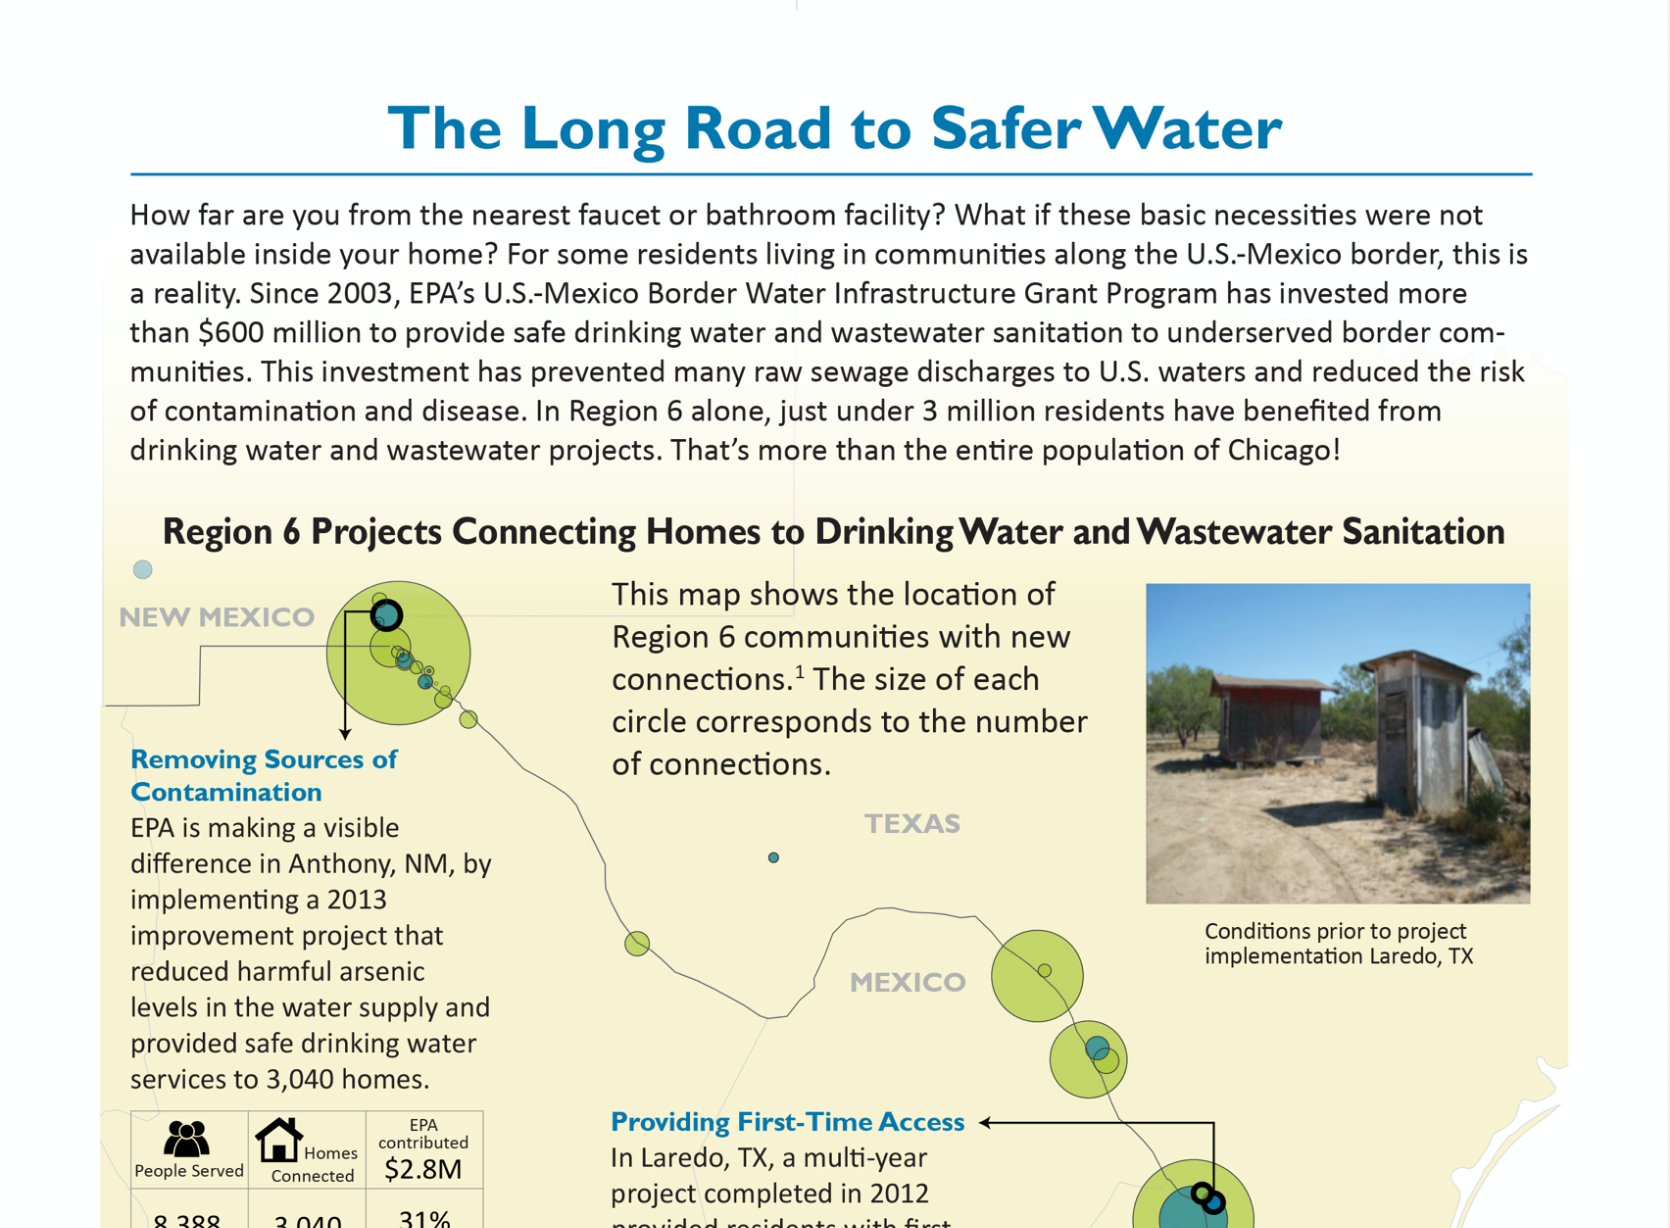 The Long Road to Safer Water
How far are you from the nearest faucet or bathroom facility? What if these basic necessities were not
available inside your home? For some residents living in communities along the U.S.-Mexico border, this is
a reality. Since 2003, EPA’s U.S.-Mexico Border Water Infrastructure Grant Program has invested more
than $600 million to provide safe drinking water and wastewater sanitation to underserved border com-
munities. This investment has prevented many raw sewage discharges to U.S. waters and reduced the risk
of contamination and disease. In Region 6 alone, just under 3 million residents have benefited from
drinking water and wastewater projects. That’s more than the entire population of Chicago!
Region 6 Projects Connecting Homes to Drinking Water and Wastewater Sanitation
NEW MEXICO
This map shows the location of
Region 6 communities with new
connections.¹ The size of each
circle corresponds to the number
of connections.
TEXAS
MEXICO
Conditions prior to project
implementation Laredo, TX
Removing Sources of
Contamination
EPA is making a visible
difference in Anthony, NM, by
implementing a 2013
improvement project that
reduced harmful arsenic
levels in the water supply and
provided safe drinking water
services to 3,040 homes.
People Served
Homes
Connected
EPA
contributed
$2.8M
8,388
3,040
31%
Providing First-Time Access
In Laredo, TX, a multi-year
project completed in 2012
provided residents with first-